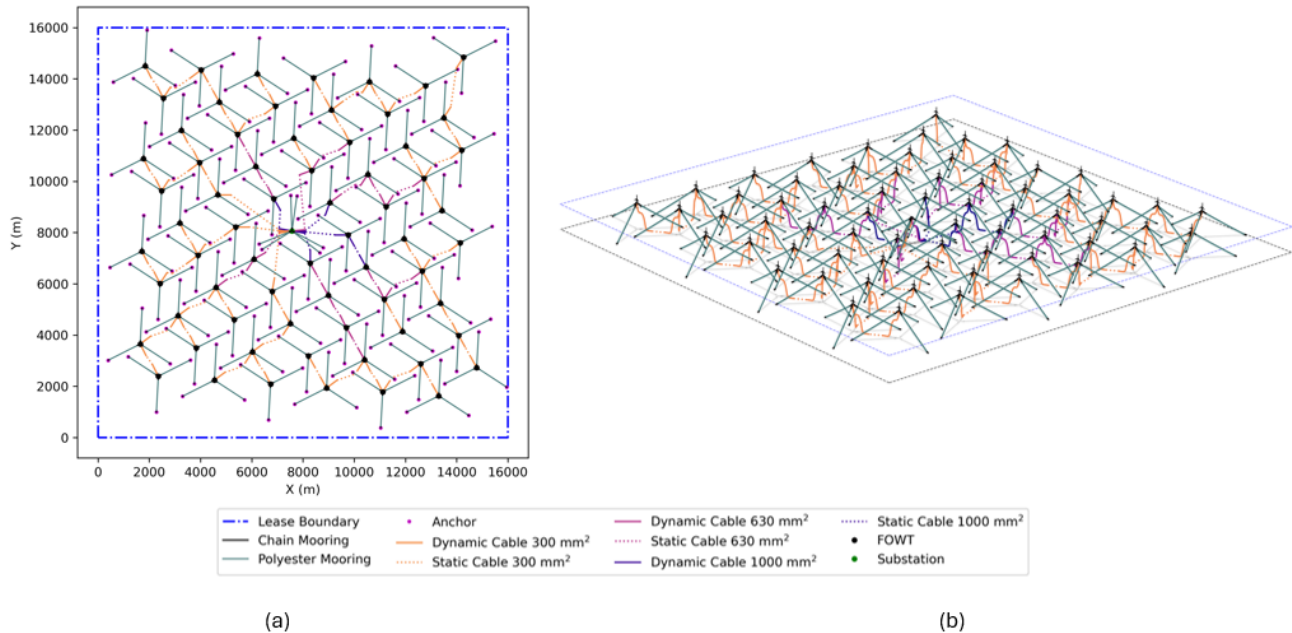 16000
14000
12000
10000
8000
6000
4000
2000
0
Y (m)
0 2000 4000 6000 8000 10000 12000 14000 16000
X (m)
Lease Boundary
Chain Mooring
Polyester Mooring
Anchor
Dynamic Cable 300 mm²
Static Cable 300 mm²
Dynamic Cable 630 mm²
Static Cable 630 mm²
Dynamic Cable 1000 mm²
Static Cable 1000 mm²
FOWT
Substation
(a)
(b)